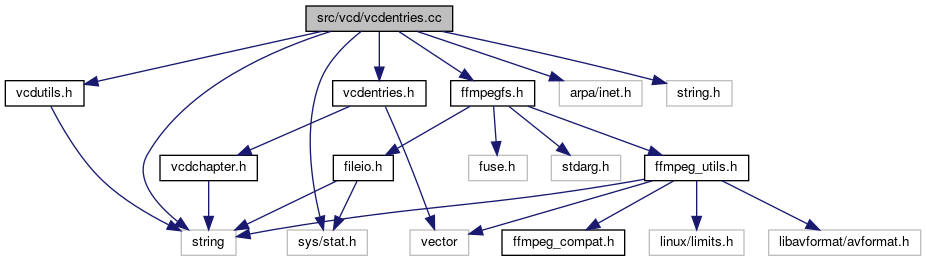 src/vcd/vcdentries.cc
vcdutils.h
vcdentries.h
ffmpegfs.h
arpa/inet.h
string.h
vcdchapter.h
fileio.h
fuse.h
stdarg.h
ffmpeg_utils.h
string
sys/stat.h
vector
ffmpeg_compat.h
linux/limits.h
libavformat/avformat.h